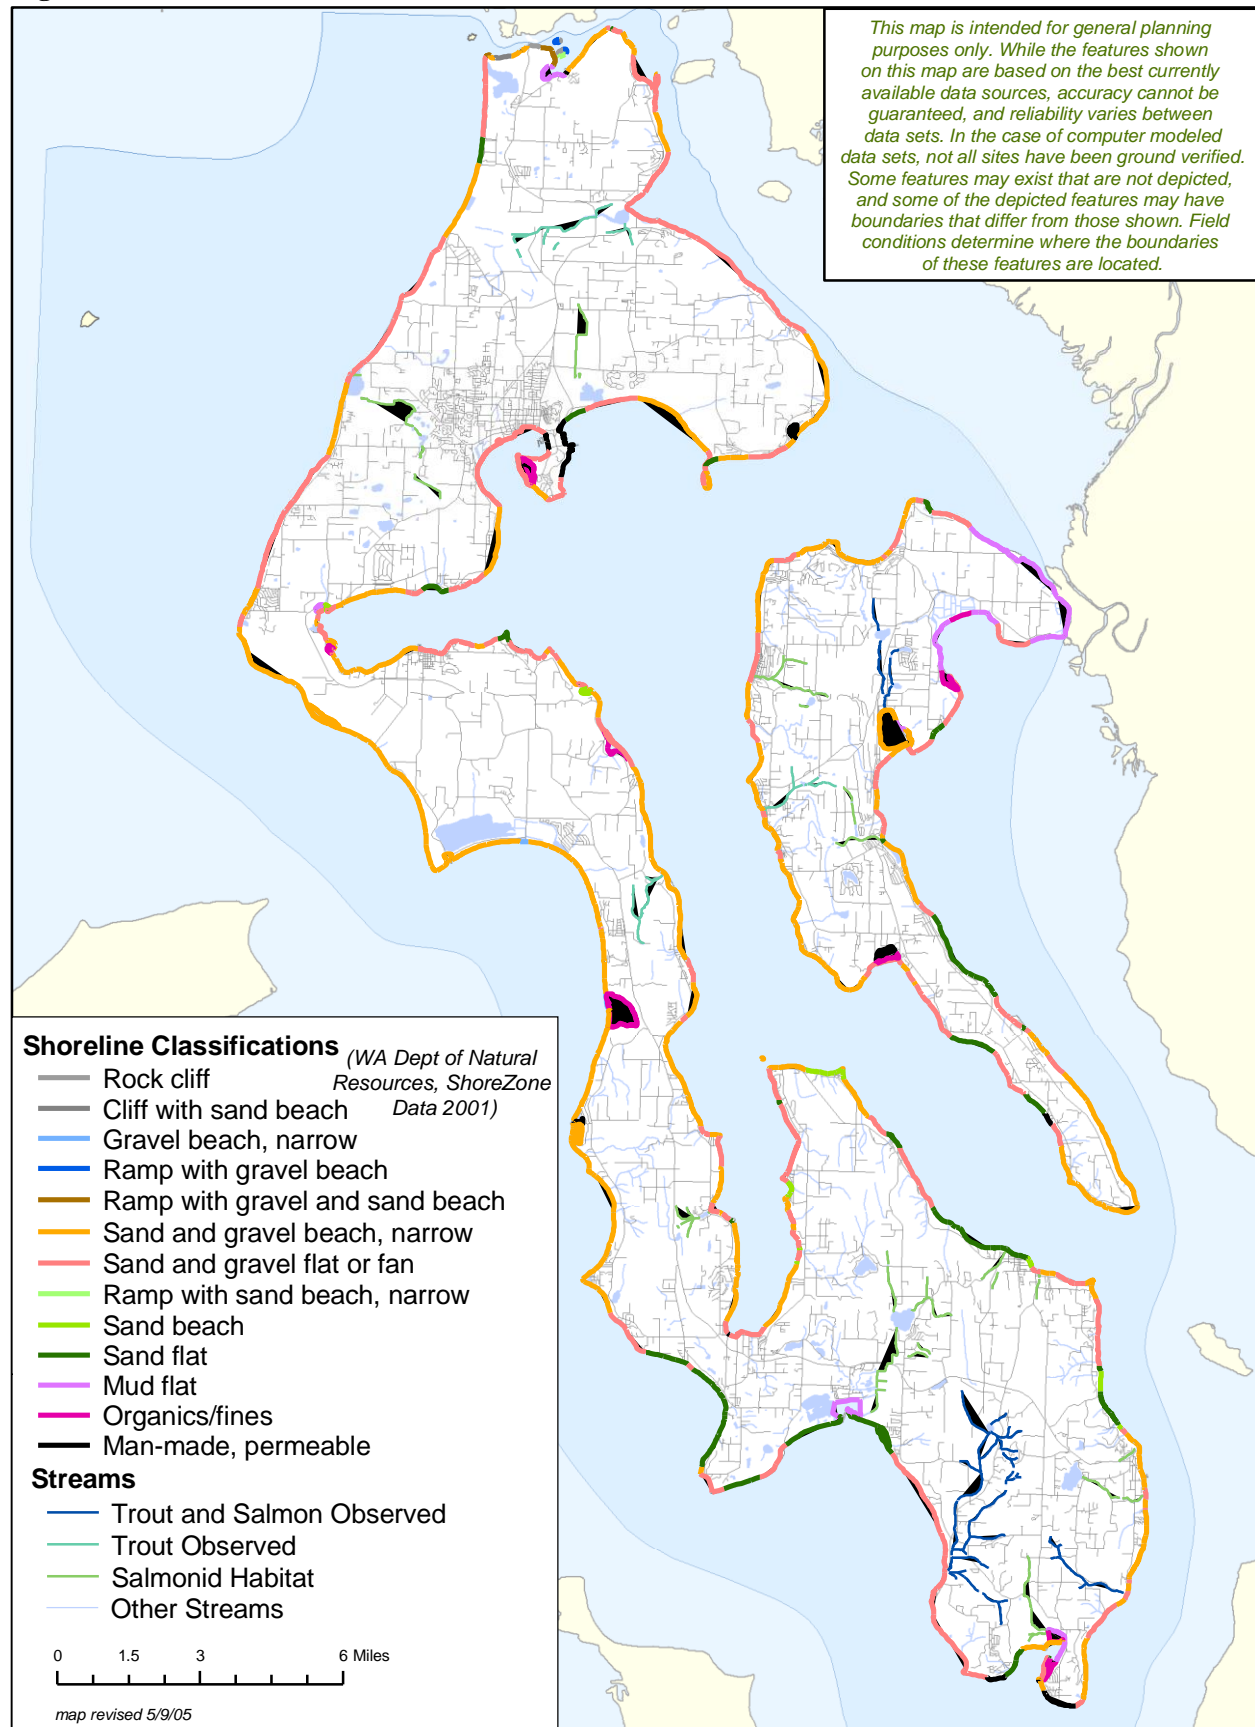 This map is intended for general planning
purposes only. While the features shown
on this map are based on the best currently
available data sources, accuracy cannot be
guaranteed, and reliability varies between
data sets. In the case of computer modeled
data sets, not all sites have been ground verified.
Some features may exist that are not depicted,
and some of the depicted features may have
boundaries that differ from those shown. Field
conditions determine where the boundaries
of these features are located.
Shoreline Classifications
(WA Dept of Natural
Resources, ShoreZone
Data 2001)
Rock cliff
Cliff with sand beach
Gravel beach, narrow
Ramp with gravel beach
Ramp with gravel and sand beach
Sand and gravel beach, narrow
Sand and gravel flat or fan
Ramp with sand beach, narrow
Sand beach
Sand flat
Mud flat
Organics/fines
Man-made, permeable
Streams
Trout and Salmon Observed
Trout Observed
Salmonid Habitat
Other Streams
0 1.5 3 6 Miles
map revised 5/9/05